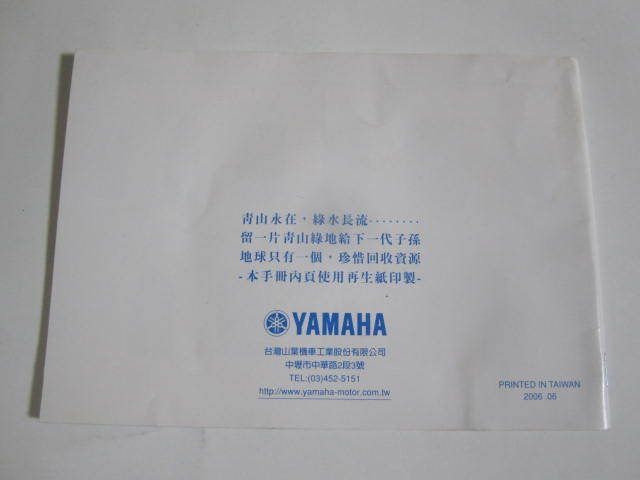 青山永在，綠水長流........
留一片青山綠地給下一代子孫
地球只有一個，珍惜回收資源
-本手冊內頁使用再生紙印製-
YAMAHA
台灣山葉機車工業股份有限公司
中壢市中華路2段3號
TEL:(03)452-5151
http://www.yamaha-motor.com.tw
PRINTED IN TAIWAN
2006 06